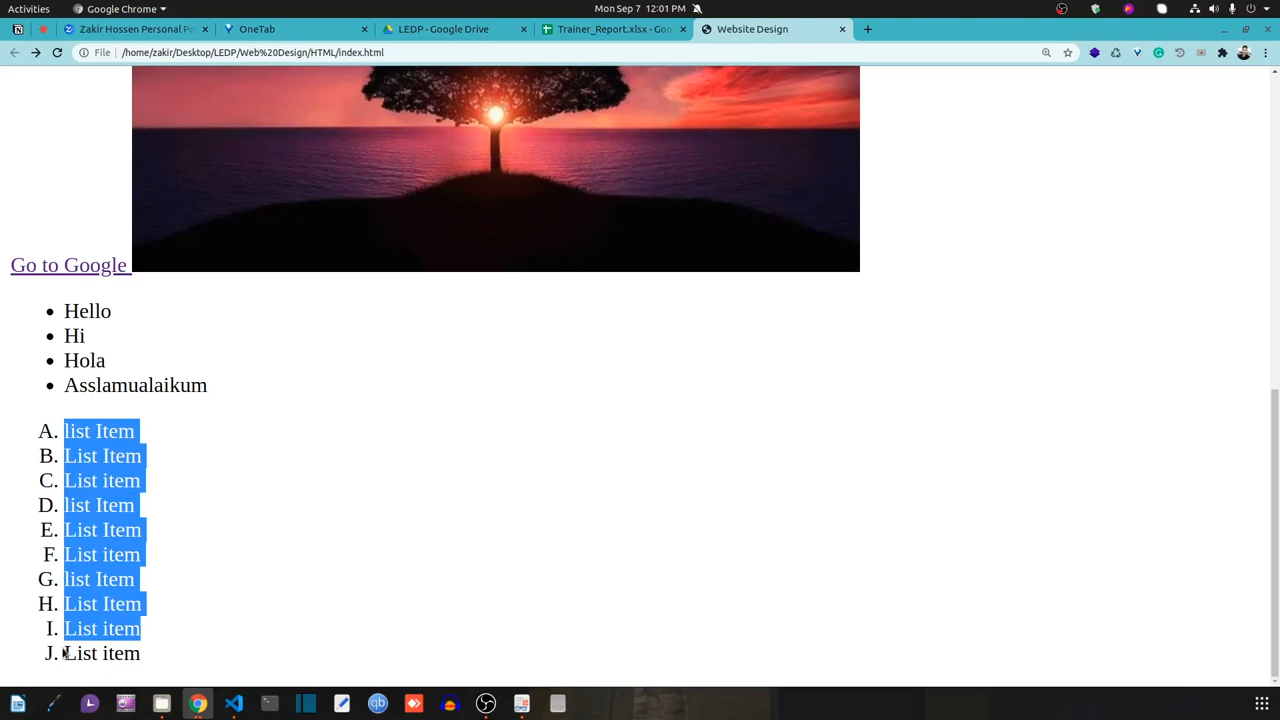 Activities Google Chrome Mon Sep 7 12:01 PM
Zakir Hossen Personal Po OneTab LEDP - Google Drive Trainer_Report.xlsx - Goo Website Design
File /home/zakir/Desktop/LEDP/Web%20Design/HTML/index.html
Go to Google
• Hello
• Hi
• Hola
• Asslamualaikum
A. list Item
B. List Item
C. List item
D. list Item
E. List Item
F. List item
G. list Item
H. List Item
I. List item
J. List item
qb